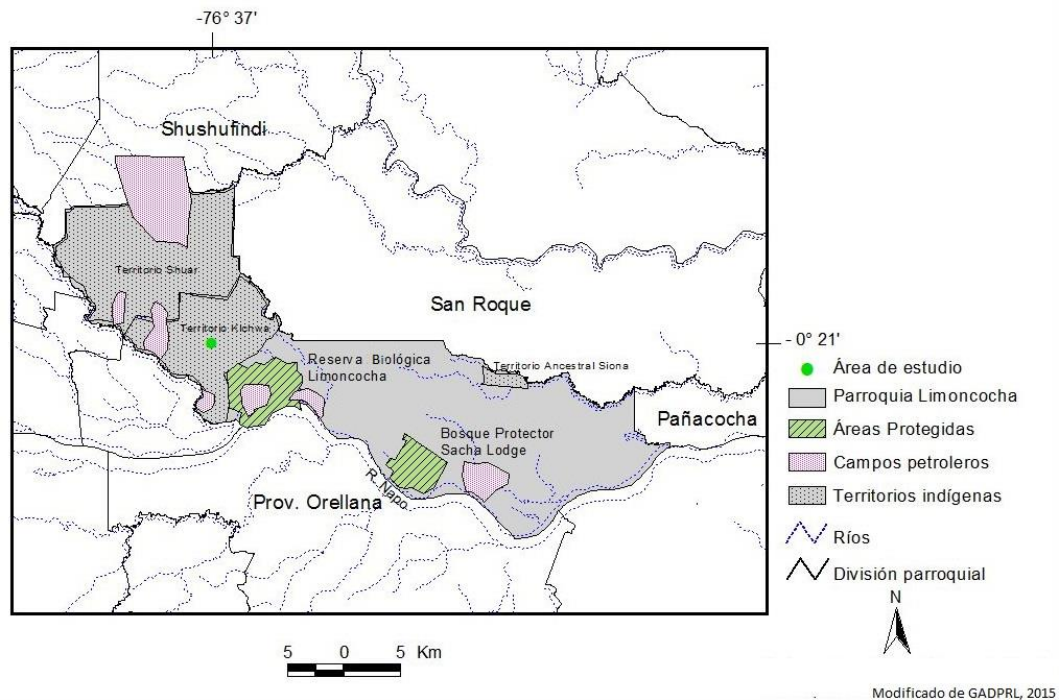 -76° 37'
Shushufindi
Territorio Shuar
San Roque
Territorio Kichwa
- 0° 21'
Reserva Biológica
Limoncocha
Territorio Ancestral Siona
Pañacocha
Bosque Protector
Sacha Lodge
R. Napo
Prov. Orellana
Área de estudio
Parroquia Limoncocha
Áreas Protegidas
Campos petroleros
Territorios indígenas
Ríos
División parroquial
N
5 0 5 Km
Modificado de GADPRL, 2015